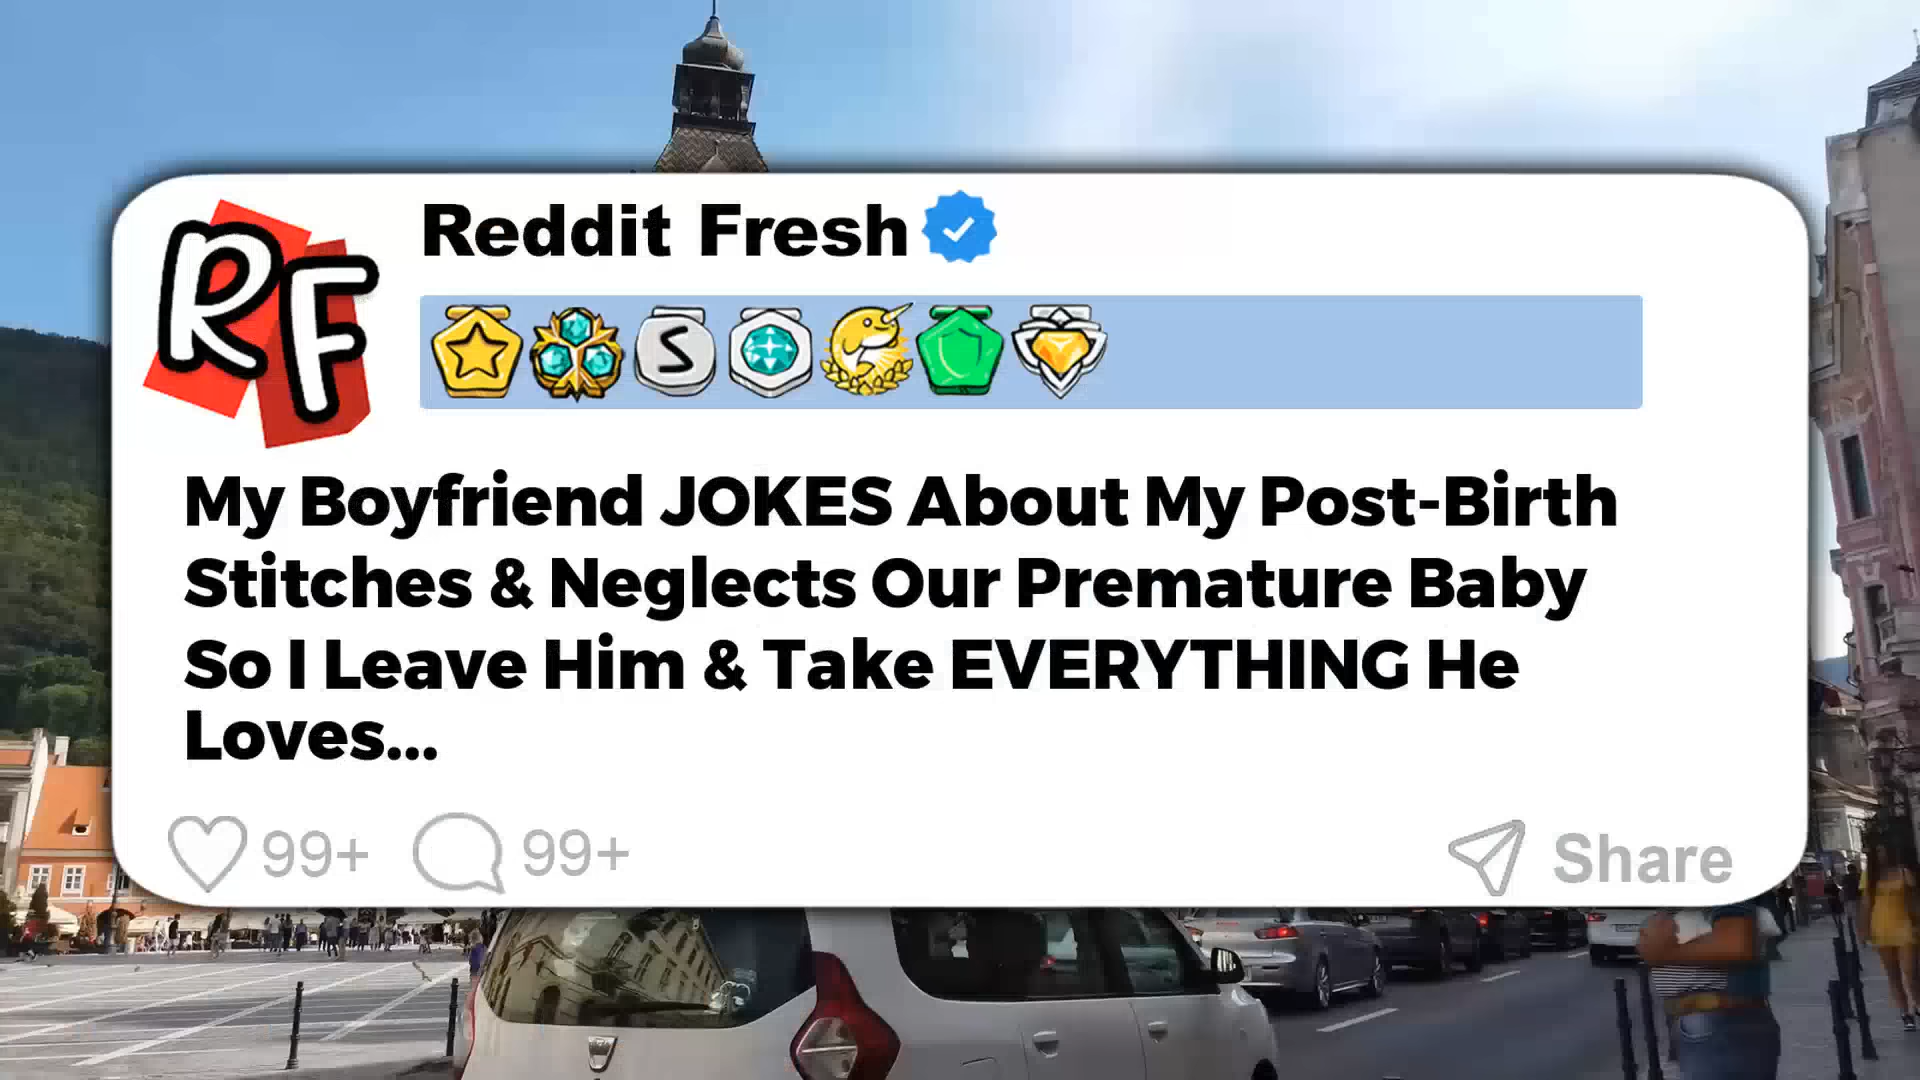 RF
Reddit Fresh
S
My Boyfriend JOKES About My Post-Birth
Stitches & Neglects Our Premature Baby
So I Leave Him & Take EVERYTHING He
Loves...
99+ 99+ Share